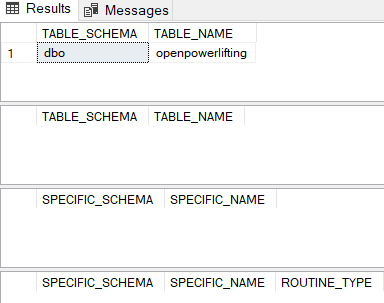 Results Messages
TABLE_SCHEMA TABLE_NAME
1 dbo openpowerlifting
TABLE_SCHEMA TABLE_NAME
SPECIFIC_SCHEMA SPECIFIC_NAME
SPECIFIC_SCHEMA SPECIFIC_NAME ROUTINE_TYPE